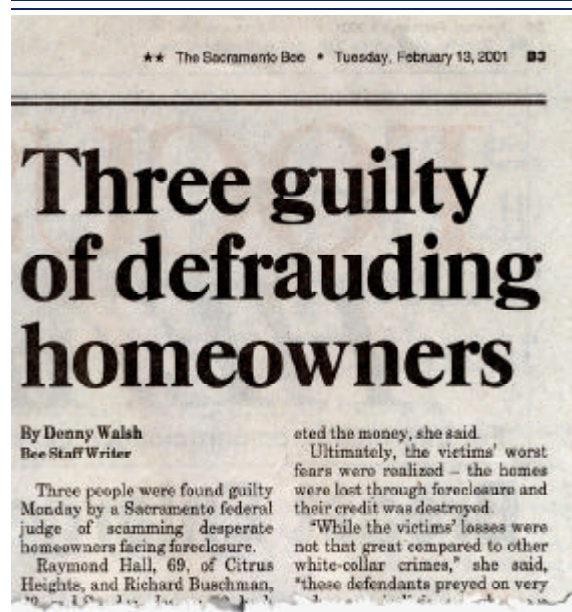 ★★ The Sacramento Bee • Tuesday, February 13, 2001 B3
Three guilty
of defrauding
homeowners
By Denny Walsh
Bee Staff Writer
Three people were found guilty
Monday by a Sacramento federal
judge of scamming desperate
homeowners facing foreclosure.
Raymond Hall, 69, of Citrus
Heights, and Richard Buschman,
eted the money, she said.
Ultimately, the victims' worst
fears were realized – the homes
were lost through foreclosure and
their credit was destroyed.
"While the victims' losses were
not that great compared to other
white-collar crimes," she said,
"these defendants preyed on very